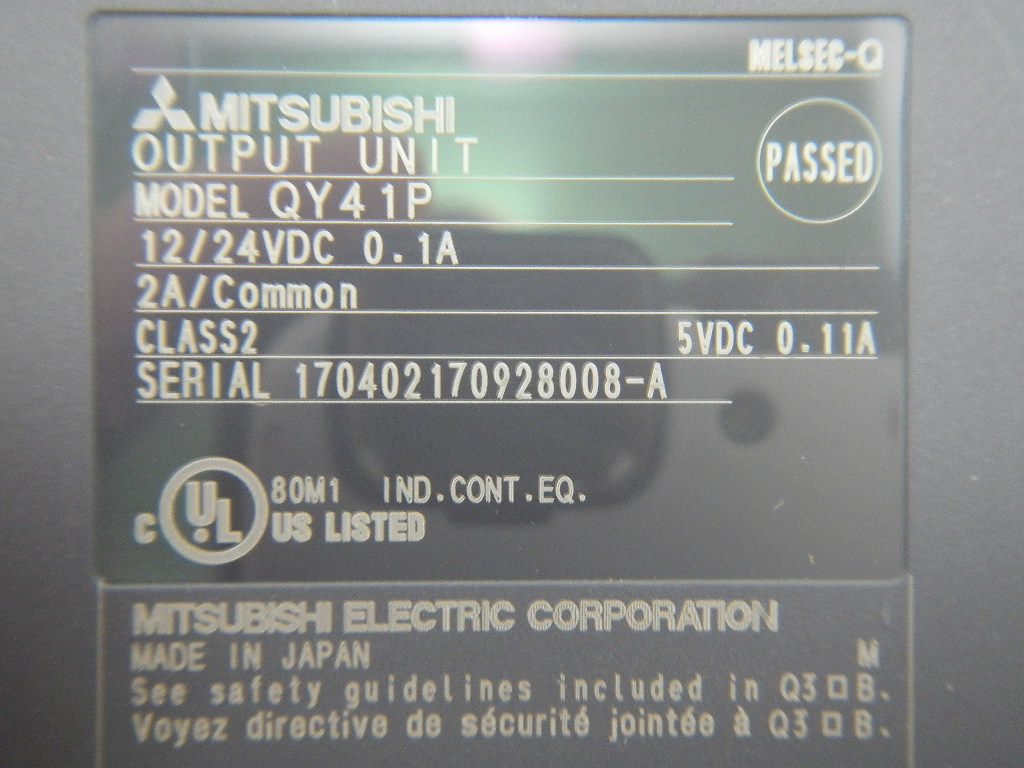 MELSEC-Q
MITSUBISHI
OUTPUT UNIT
PASSED
MODEL QY41P
12/24VDC 0.1A
2A/Common
CLASS2 5VDC 0.11A
SERIAL 170402170928008-A
C UL US LISTED
80M1 IND.CONT.EQ.
MITSUBISHI ELECTRIC CORPORATION
MADE IN JAPAN M
See safety guidelines included in Q3□B.
Voyez directive de sécurité jointée à Q3□B.